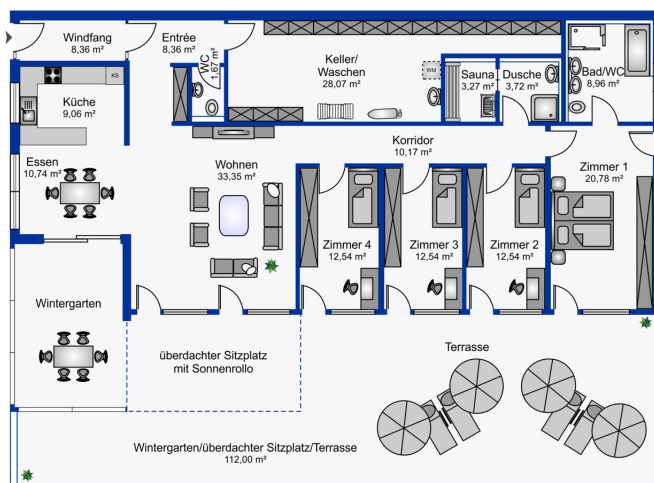 Windfang
8,36 m²
Entrée
8,36 m²
WC
1,67 m²
Keller/
Waschen
28,07 m²
WM
Sauna
3,27 m²
Dusche
3,72 m²
Bad/WC
8,96 m²
KS
Küche
9,06 m²
Korridor
10,17 m²
Essen
10,74 m²
Wohnen
33,35 m²
Zimmer 1
20,78 m²
Zimmer 4
12,54 m²
Zimmer 3
12,54 m²
Zimmer 2
12,54 m²
Wintergarten
überdachter Sitzplatz
mit Sonnenrollo
Terrasse
Wintergarten/überdachter Sitzplatz/Terrasse
112,00 m²